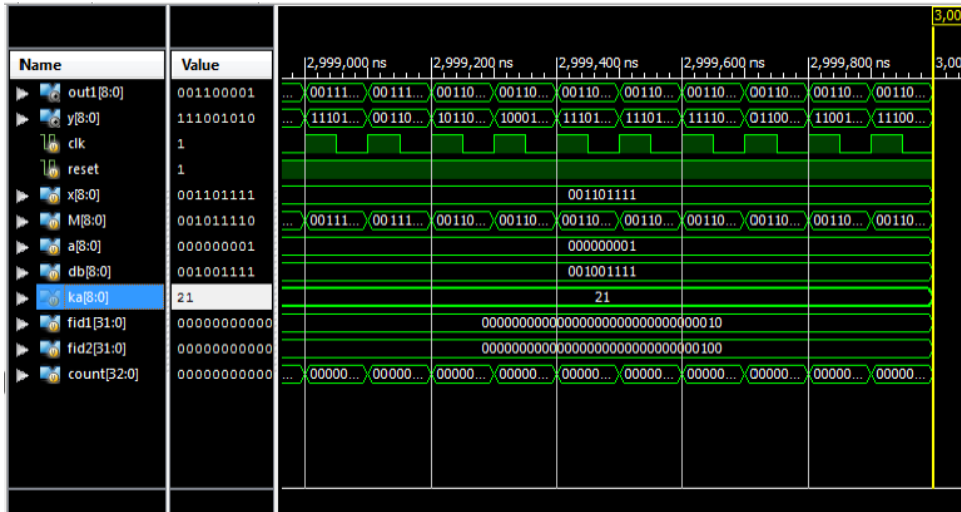 3,00
Name Value 2,999,000 ns 2,999,200 ns 2,999,400 ns 2,999,600 ns 2,999,800 ns 3,00
out1[8:0] 001100001 ... 00111... 00111... 00110... 00110... 00110... 00110... 00110... 00110... 00110... 00110...
y[8:0] 111001010 ... 11101... 00110... 10110... 10001... 11101... 11101... 11110... 01100... 11001... 11100...
clk 1
reset 1
x[8:0] 001101111 001101111
M[8:0] 001011110 ... 00111... 00111... 00110... 00110... 00110... 00110... 00110... 00110... 00110... 00110...
a[8:0] 000000001 000000001
db[8:0] 001001111 001001111
ka[8:0] 21 21
fid1[31:0] 00000000000 00000000000000000000000000000010
fid2[31:0] 00000000000 00000000000000000000000000000100
count[32:0] 00000000000 ... 00000... 00000... 00000... 00000... 00000... 00000... 00000... 00000... 00000... 00000...